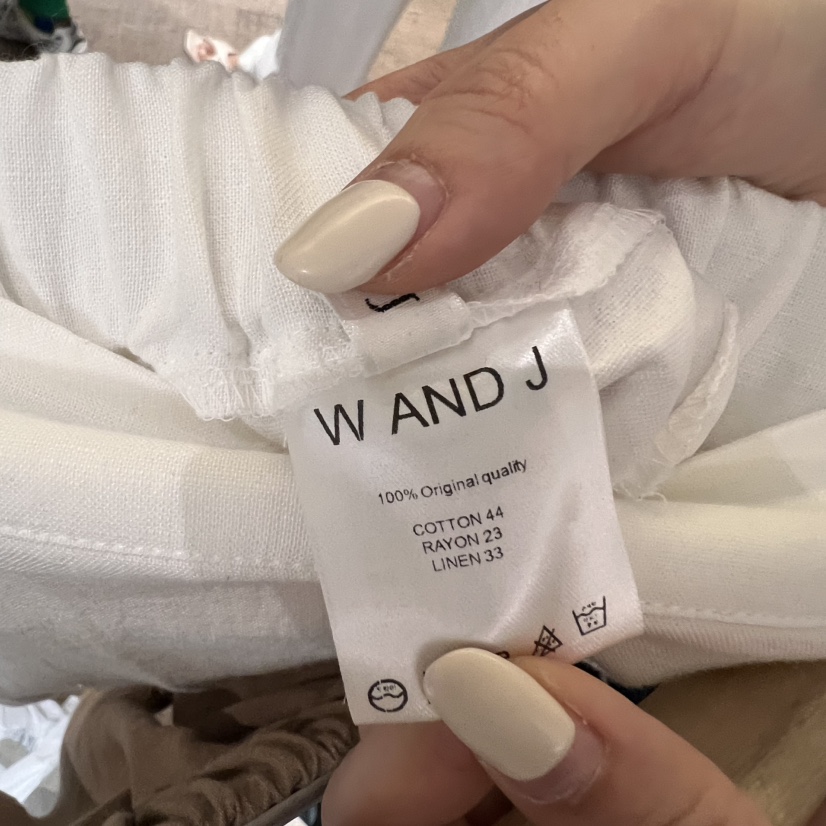 W AND J
100% Original quality
COTTON 44
RAYON 23
LINEN 33